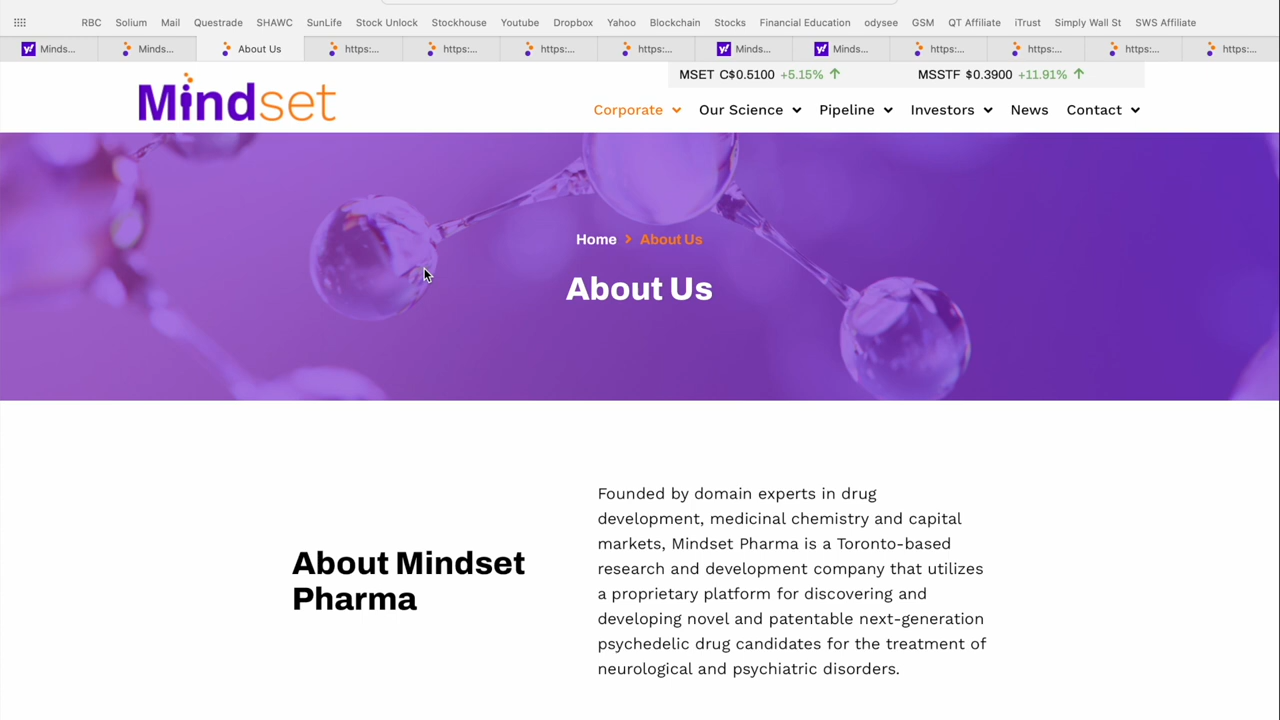 RBC Solium Mail Questrade SHAWC SunLife Stock Unlock Stockhouse Youtube Dropbox Yahoo Blockchain Stocks Financial Education odysee GSM QT Affiliate iTrust Simply Wall St SWS Affiliate
y! Minds... Minds... About Us https:... https:... https:... https:... y! Minds... y! Minds... https:... https:... https:... https:...
MSET C$0.5100 +5.15% MSSTF $0.3900 +11.91%
Mindset
Corporate Our Science Pipeline Investors News Contact
Home > About Us
About Us
About Mindset
Pharma
Founded by domain experts in drug
development, medicinal chemistry and capital
markets, Mindset Pharma is a Toronto-based
research and development company that utilizes
a proprietary platform for discovering and
developing novel and patentable next-generation
psychedelic drug candidates for the treatment of
neurological and psychiatric disorders.